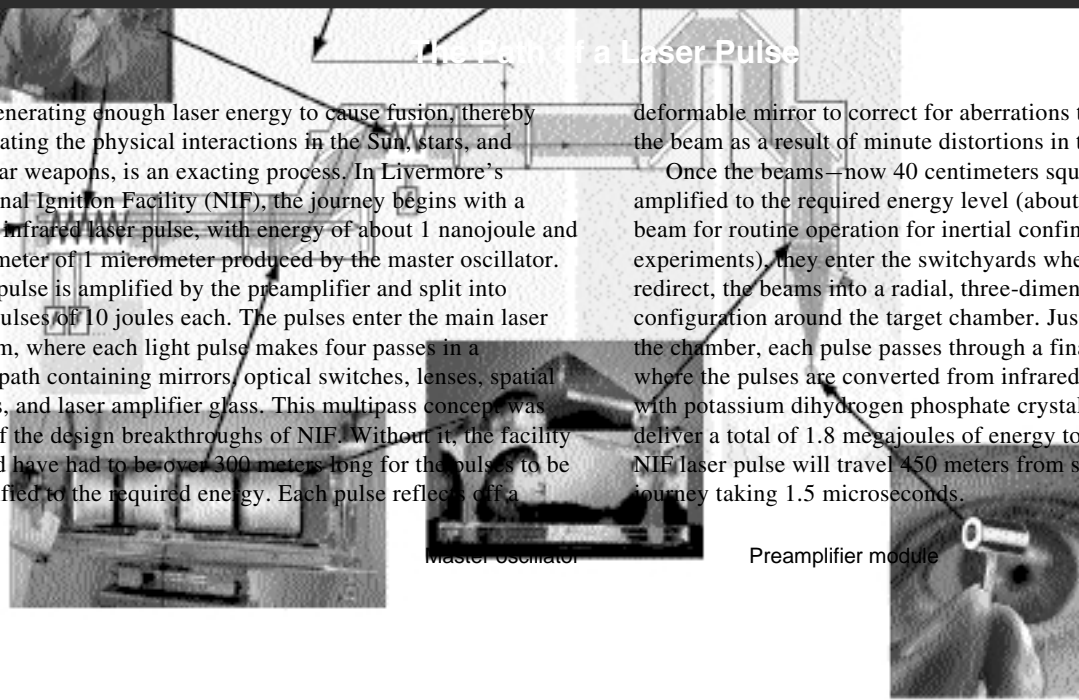 The Path of a Laser Pulse
enerating enough laser energy to cause fusion, thereby
ating the physical interactions in the Sun, stars, and
ar weapons, is an exacting process. In Livermore’s
nal Ignition Facility (NIF), the journey begins with a
infrared laser pulse, with energy of about 1 nanojoule and
meter of 1 micrometer produced by the master oscillator.
pulse is amplified by the preamplifier and split into
ulses of 10 joules each. The pulses enter the main laser
m, where each light pulse makes four passes in a
path containing mirrors, optical switches, lenses, spatial
s, and laser amplifier glass. This multipass concept was
f the design breakthroughs of NIF. Without it, the facility
d have had to be over 300 meters long for the pulses to be
fied to the required energy. Each pulse reflects off a
deformable mirror to correct for aberrations t
the beam as a result of minute distortions in t
Once the beams—now 40 centimeters squ
amplified to the required energy level (about
beam for routine operation for inertial confin
experiments), they enter the switchyards whe
redirect, the beams into a radial, three-dimen
configuration around the target chamber. Jus
the chamber, each pulse passes through a fina
where the pulses are converted from infrared
with potassium dihydrogen phosphate crystal
deliver a total of 1.8 megajoules of energy to
NIF laser pulse will travel 450 meters from s
journey taking 1.5 microseconds.
Master oscillator
Preamplifier module